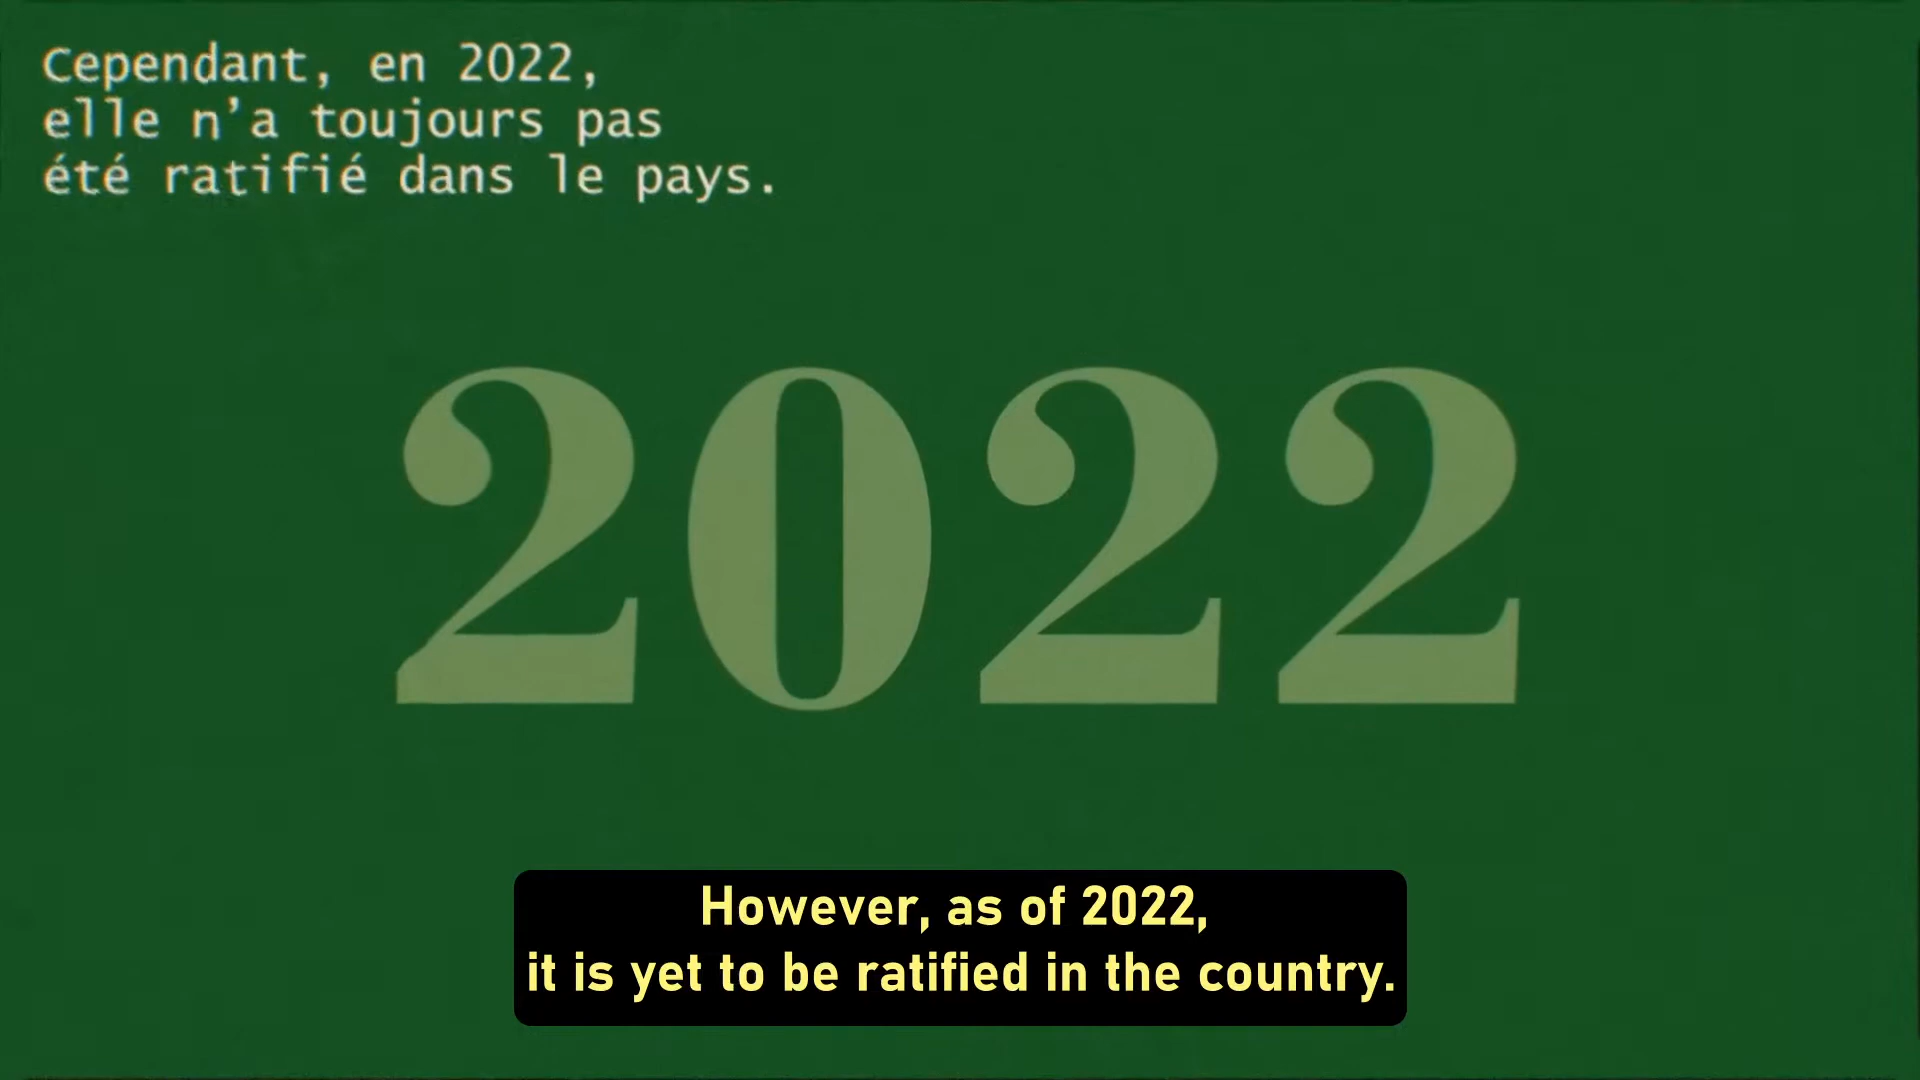 Cependant, en 2022,
elle n’a toujours pas
été ratifié dans le pays.
2022
However, as of 2022,
it is yet to be ratified in the country.